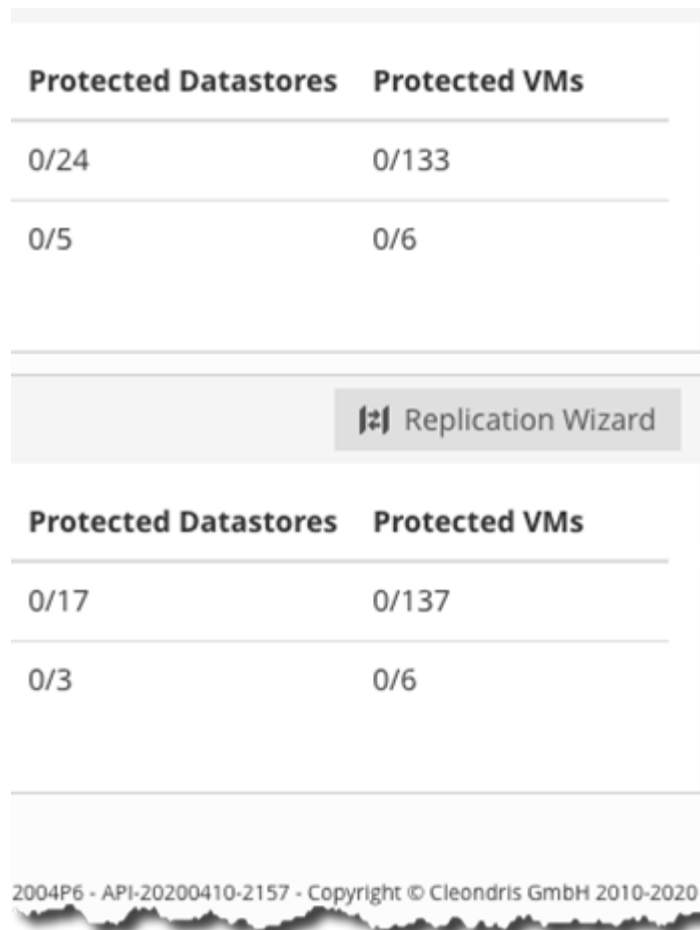 Protected Datastores Protected VMs
0/24 0/133
0/5 0/6
Replication Wizard
Protected Datastores Protected VMs
0/17 0/137
0/3 0/6
2004P6 - API-20200410-2157 - Copyright © Cleondris GmbH 2010-2020